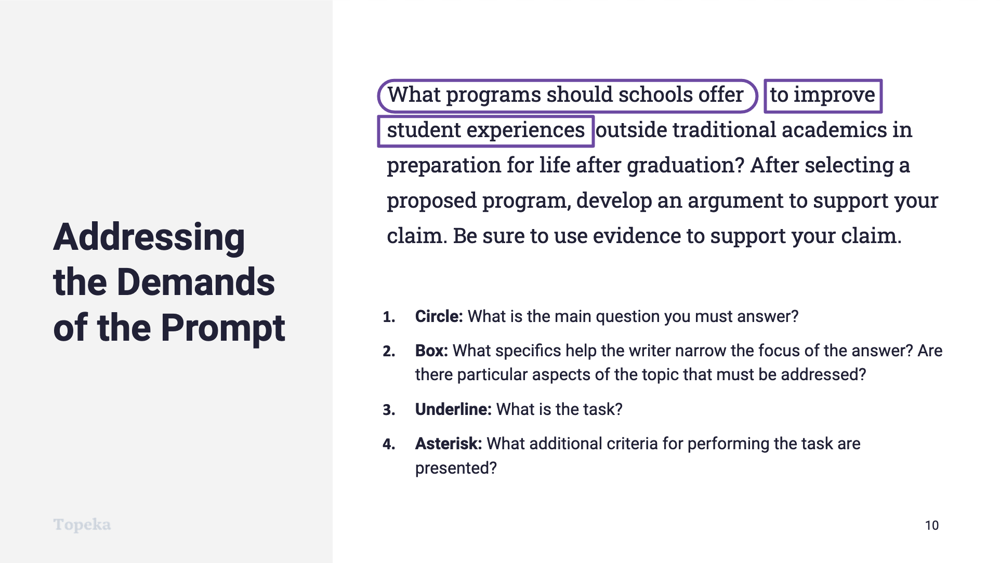 Addressing
the Demands
of the Prompt
What programs should schools offer to improve
student experiences outside traditional academics in
preparation for life after graduation? After selecting a
proposed program, develop an argument to support your
claim. Be sure to use evidence to support your claim.
1. Circle: What is the main question you must answer?
2. Box: What specifics help the writer narrow the focus of the answer? Are
there particular aspects of the topic that must be addressed?
3. Underline: What is the task?
4. Asterisk: What additional criteria for performing the task are
presented?
Topeka
10